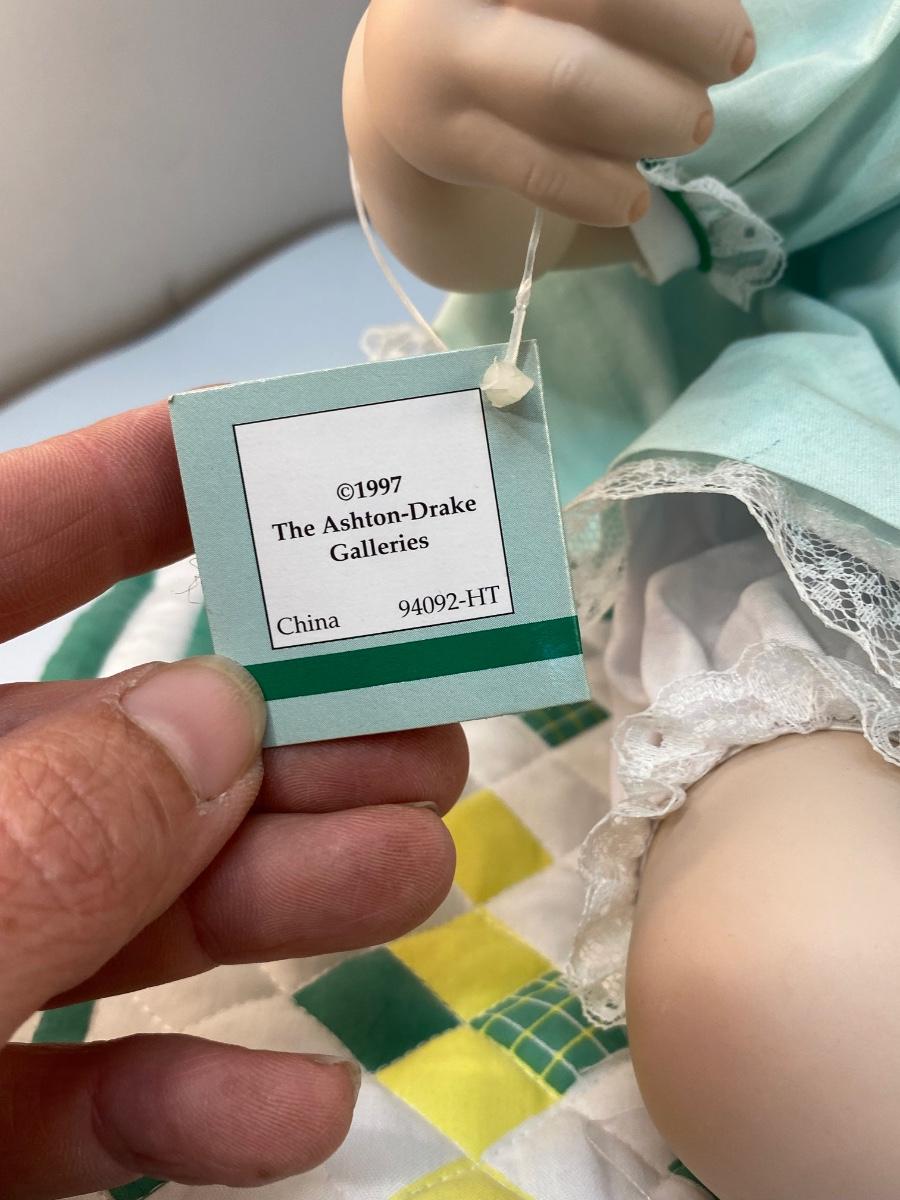 ©1997
The Ashton-Drake
Galleries
China 94092-HT